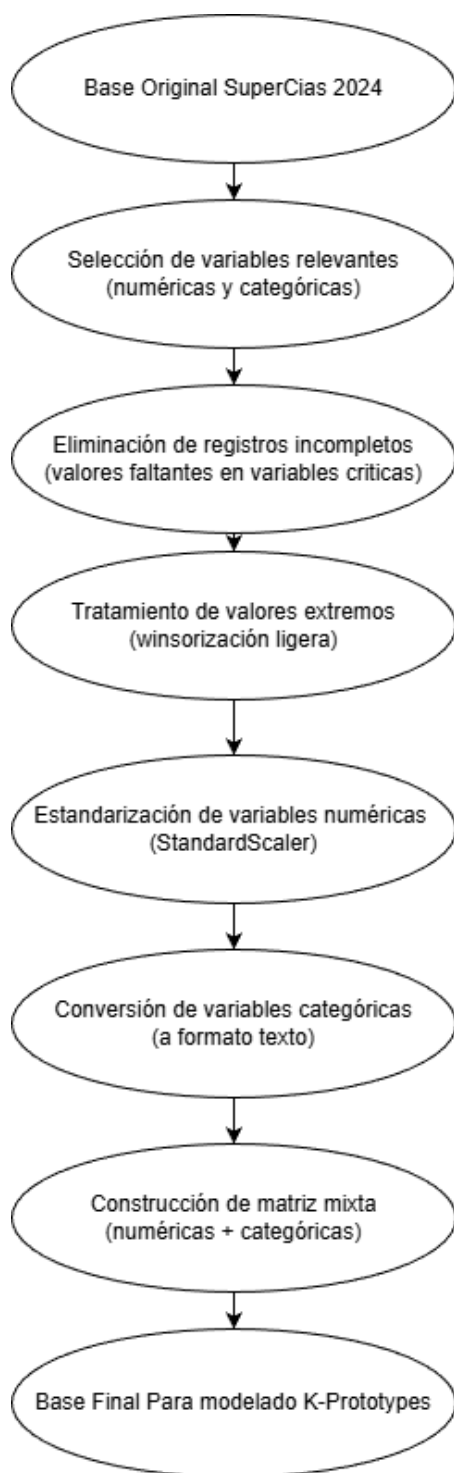 Base Original SuperCias 2024
Selección de variables relevantes
(numéricas y categóricas)
Eliminación de registros incompletos
(valores faltantes en variables criticas)
Tratamiento de valores extremos
(winsorización ligera)
Estandarización de variables numéricas
(StandardScaler)
Conversión de variables categóricas
(a formato texto)
Construcción de matriz mixta
(numéricas + categóricas)
Base Final Para modelado K-Prototypes